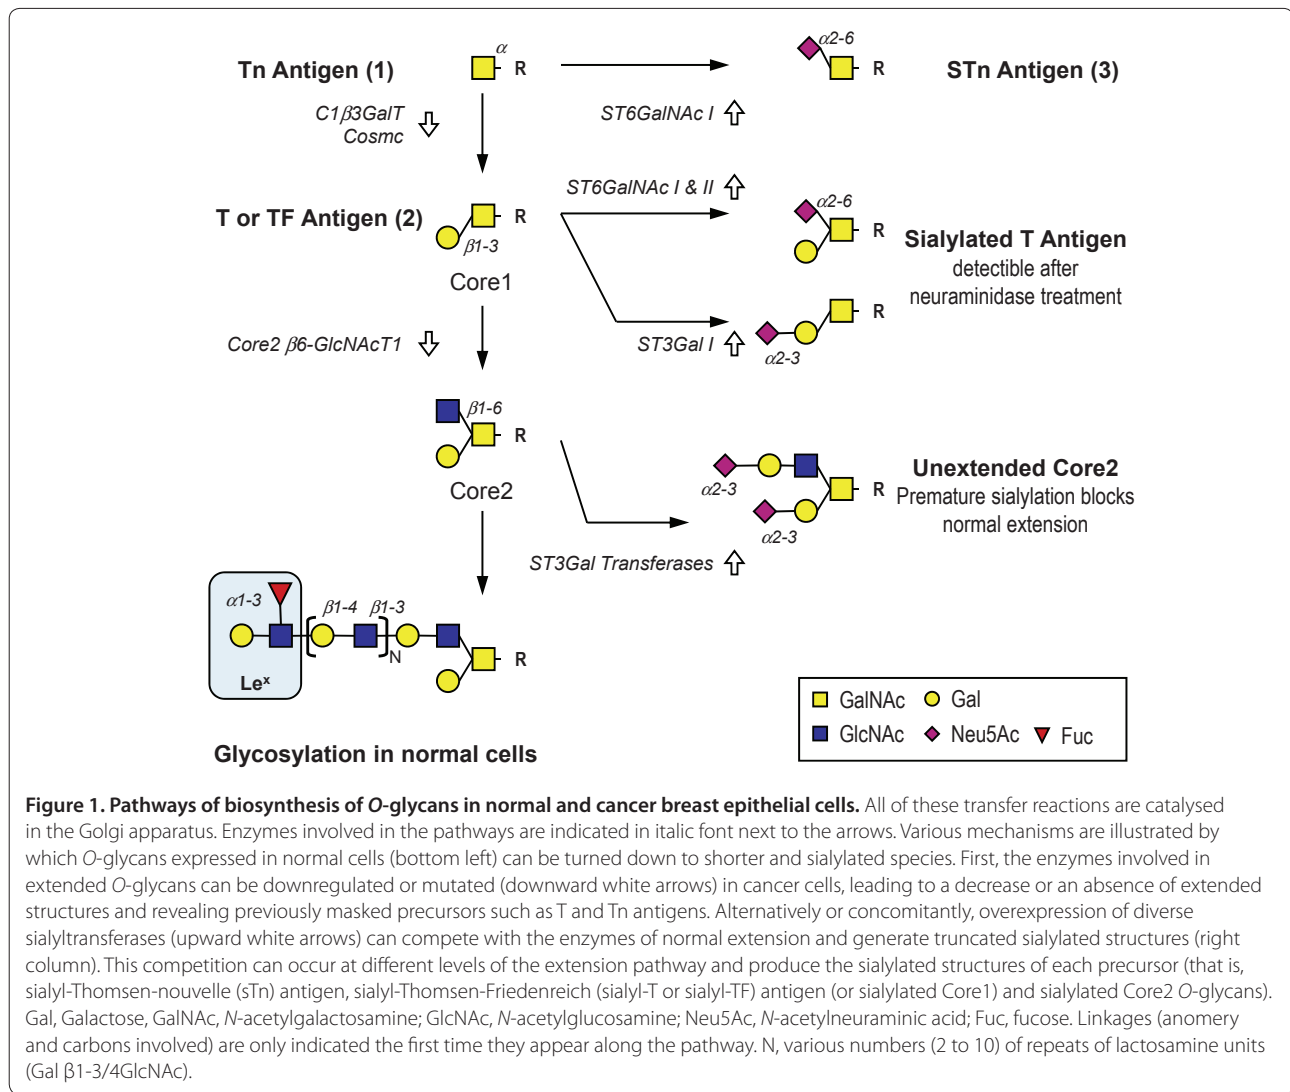 Tn Antigen (1)
α
R
α2-6
R
STn Antigen (3)
C1β3GalT
Cosmc
ST6GalNAc I
ST6GalNAc I & II
T or TF Antigen (2)
R
β1-3
Core1
α2-6
R
Sialylated T Antigen
detectible after
neuraminidase treatment
R
α2-3
ST3Gal I
Core2 β6-GlcNAcT1
β1-6
R
Core2
α2-3
α2-3
R
Unextended Core2
Premature sialylation blocks
normal extension
ST3Gal Transferases
α1-3
β1-4
β1-3
N
R
Leˣ
GalNAc
Gal
GlcNAc
Neu5Ac
Fuc
Glycosylation in normal cells
Figure 1. Pathways of biosynthesis of O-glycans in normal and cancer breast epithelial cells. All of these transfer reactions are catalysed
in the Golgi apparatus. Enzymes involved in the pathways are indicated in italic font next to the arrows. Various mechanisms are illustrated by
which O-glycans expressed in normal cells (bottom left) can be turned down to shorter and sialylated species. First, the enzymes involved in
extended O-glycans can be downregulated or mutated (downward white arrows) in cancer cells, leading to a decrease or an absence of extended
structures and revealing previously masked precursors such as T and Tn antigens. Alternatively or concomitantly, overexpression of diverse
sialyltransferases (upward white arrows) can compete with the enzymes of normal extension and generate truncated sialylated structures (right
column). This competition can occur at different levels of the extension pathway and produce the sialylated structures of each precursor (that is,
sialyl-Thomsen-nouvelle (sTn) antigen, sialyl-Thomsen-Friedenreich (sialyl-T or sialyl-TF) antigen (or sialylated Core1) and sialylated Core2 O-glycans).
Gal, Galactose, GalNAc, N-acetylgalactosamine; GlcNAc, N-acetylglucosamine; Neu5Ac, N-acetylneuraminic acid; Fuc, fucose. Linkages (anomery
and carbons involved) are only indicated the first time they appear along the pathway. N, various numbers (2 to 10) of repeats of lactosamine units
(Gal β1-3/4GlcNAc).